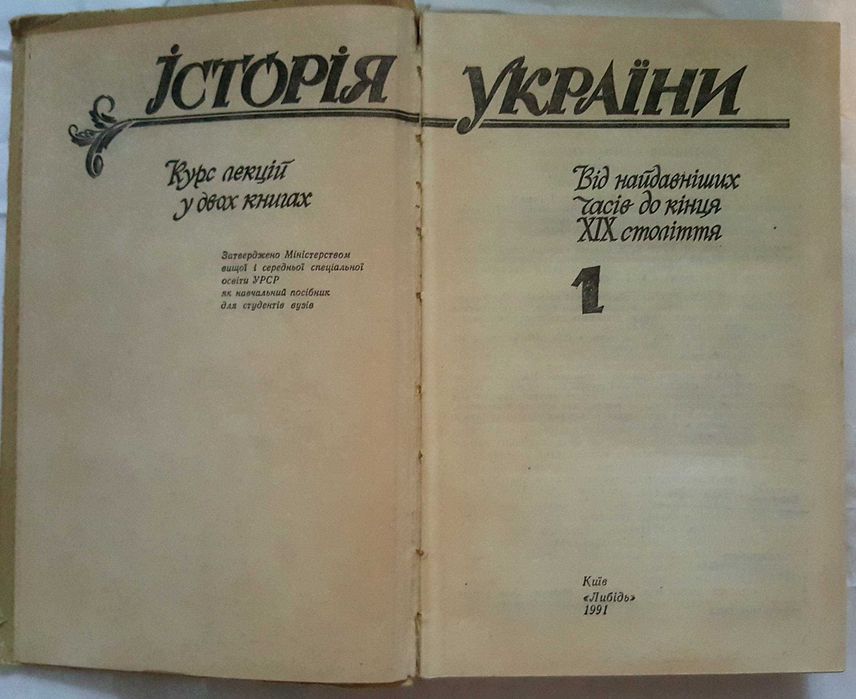 ІСТОРІЯ УКРАЇНИ
Курс лекцій
у двох книгах
Затверджено Міністерством
вищої і середньої спеціальної
освіти УРСР
як навчальний посібник
для студентів вузів
Від найдавніших
часів до кінця
XIX століття
1
Київ
«Либідь»
1991